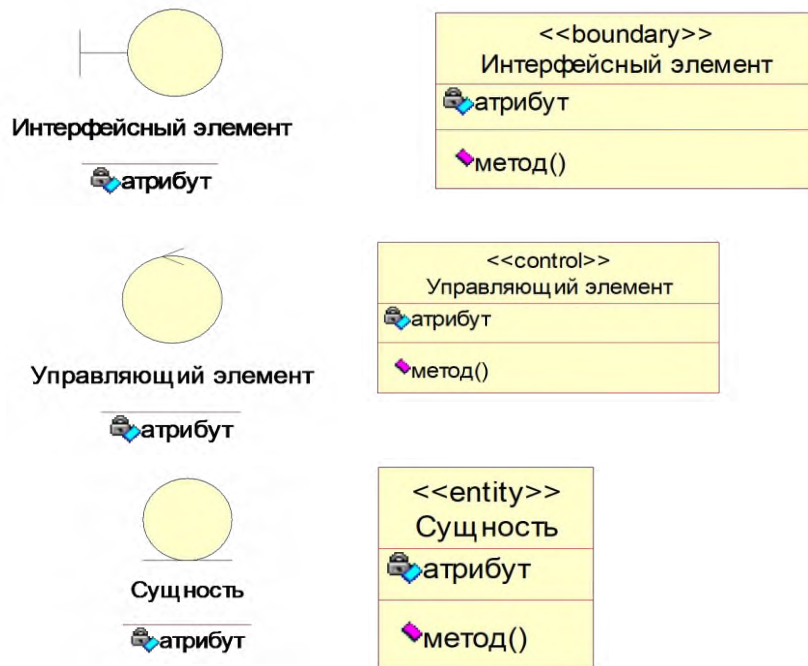 Интерфейсный элемент
атрибут
<<boundary>>
Интерфейсный элемент
атрибут
метод()
Управляющий элемент
атрибут
<<control>>
Управляющий элемент
атрибут
метод()
Сущность
атрибут
<<entity>>
Сущность
атрибут
метод()